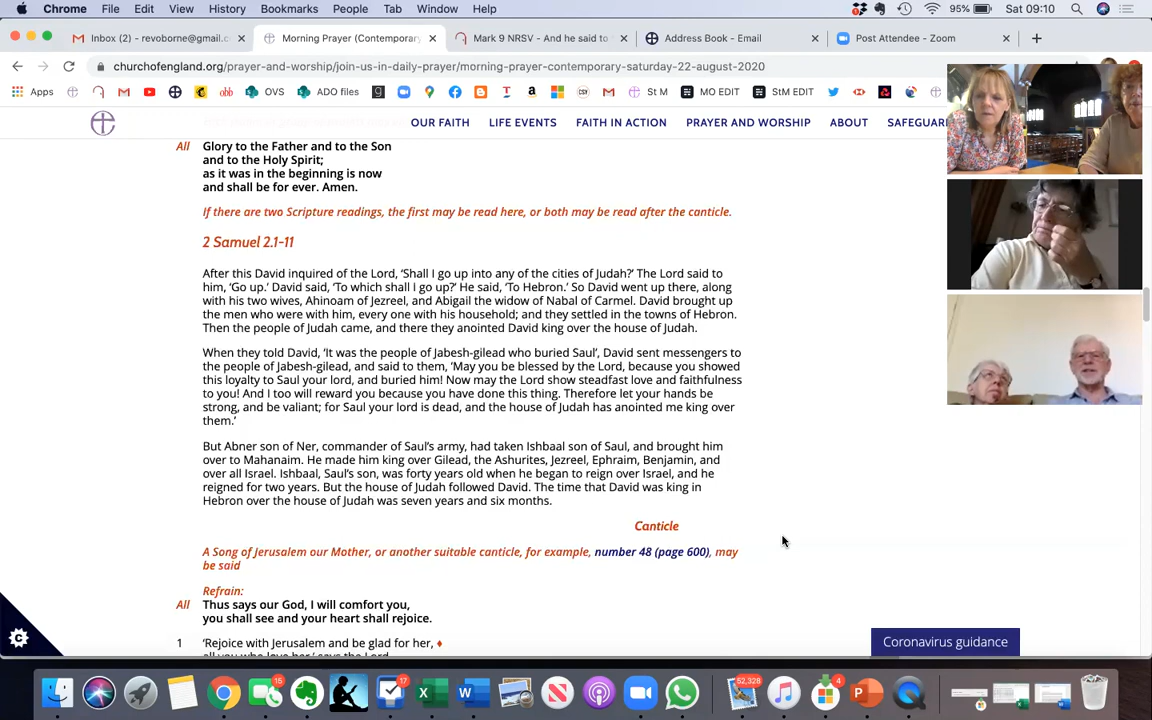 Chrome File Edit View History Bookmarks People Tab Window Help 95% Sat 09:10
Inbox (2) - revoborne@gmail.c Morning Prayer (Contemporary Mark 9 NRSV - And he said to Address Book - Email Post Attendee - Zoom
churchofengland.org/prayer-and-worship/join-us-in-daily-prayer/morning-prayer-contemporary-saturday-22-august-2020
Apps abb OVS ADO files St M MO EDIT StM EDIT
OUR FAITH LIFE EVENTS FAITH IN ACTION PRAYER AND WORSHIP ABOUT SAFEGUAR
All Glory to the Father and to the Son
and to the Holy Spirit;
as it was in the beginning is now
and shall be for ever. Amen.
If there are two Scripture readings, the first may be read here, or both may be read after the canticle.
2 Samuel 2.1-11
After this David inquired of the Lord, ‘Shall I go up into any of the cities of Judah?’ The Lord said to
him, ‘Go up.’ David said, ‘To which shall I go up?’ He said, ‘To Hebron.’ So David went up there, along
with his two wives, Ahinoam of Jezreel, and Abigail the widow of Nabal of Carmel. David brought up
the men who were with him, every one with his household; and they settled in the towns of Hebron.
Then the people of Judah came, and there they anointed David king over the house of Judah.
When they told David, ‘It was the people of Jabesh-gilead who buried Saul’, David sent messengers to
the people of Jabesh-gilead, and said to them, ‘May you be blessed by the Lord, because you showed
this loyalty to Saul your lord, and buried him! Now may the Lord show steadfast love and faithfulness
to you! And I too will reward you because you have done this thing. Therefore let your hands be
strong, and be valiant; for Saul your lord is dead, and the house of Judah has anointed me king over
them.’
But Abner son of Ner, commander of Saul’s army, had taken Ishbaal son of Saul, and brought him
over to Mahanaim. He made him king over Gilead, the Ashurites, Jezreel, Ephraim, Benjamin, and
over all Israel. Ishbaal, Saul’s son, was forty years old when he began to reign over Israel, and he
reigned for two years. But the house of Judah followed David. The time that David was king in
Hebron over the house of Judah was seven years and six months.
Canticle
A Song of Jerusalem our Mother, or another suitable canticle, for example, number 48 (page 600), may
be said
Refrain:
All Thus says our God, I will comfort you,
you shall see and your heart shall rejoice.
1 ‘Rejoice with Jerusalem and be glad for her, ♦
all you who love her,’ says the Lord
Coronavirus guidance
15 17 52,328 4